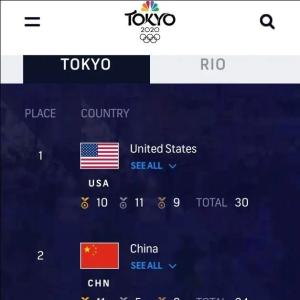 TOKYO
2020
TOKYO RIO
PLACE COUNTRY
1 United States
SEE ALL
USA
10 11 9 TOTAL 30
2 China
SEE ALL
CHN